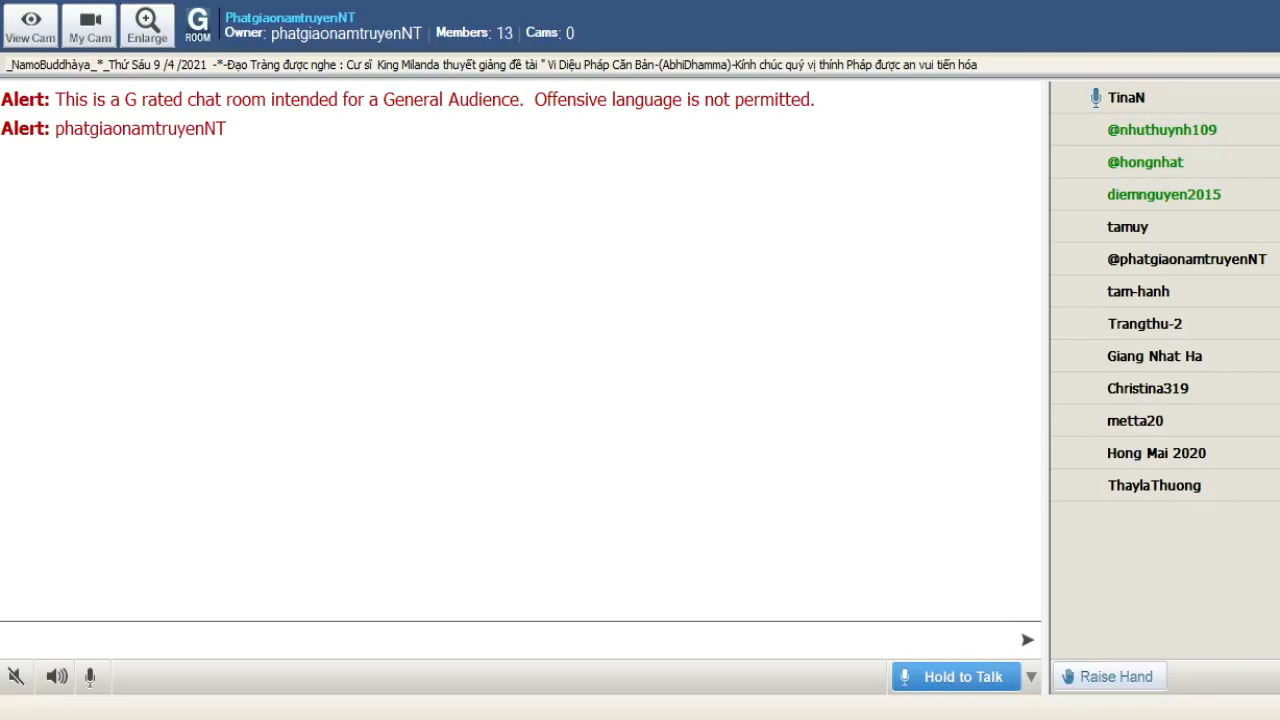 PhatgiaonamtruyenNT
View Cam
My Cam
Enlarge
G
ROOM
Owner: phatgiaonamtruyenNT | Members: 13 | Cams: 0
_NamoBuddhàya_*_Thứ Sáu 9 /4 /2021 -*-Đạo Tràng được nghe : Cư sĩ King Milanda thuyết giảng đề tài " Vi Diệu Pháp Căn Bản-(AbhiDhamma)-Kính chúc quý vị thính Pháp được an vui tiến hóa
Alert: This is a G rated chat room intended for a General Audience. Offensive language is not permitted.
Alert: phatgiaonamtruyenNT
TinaN
@nhuthuynh109
@hongnhat
diemnguyen2015
tamuy
@phatgiaonamtruyenNT
tam-hanh
Trangthu-2
Giang Nhat Ha
Christina319
metta20
Hong Mai 2020
ThaylaThuong
Hold to Talk
Raise Hand